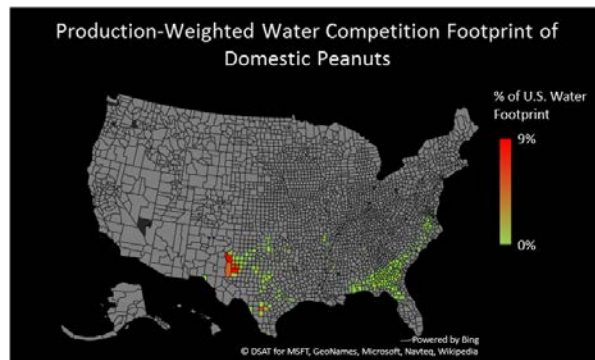 Production-Weighted Water Competition Footprint of
Domestic Peanuts
% of U.S. Water
Footprint
9%
0%
Powered by Bing
© DSAT for MSFT, GeoNames, Microsoft, Navteq, Wikipedia